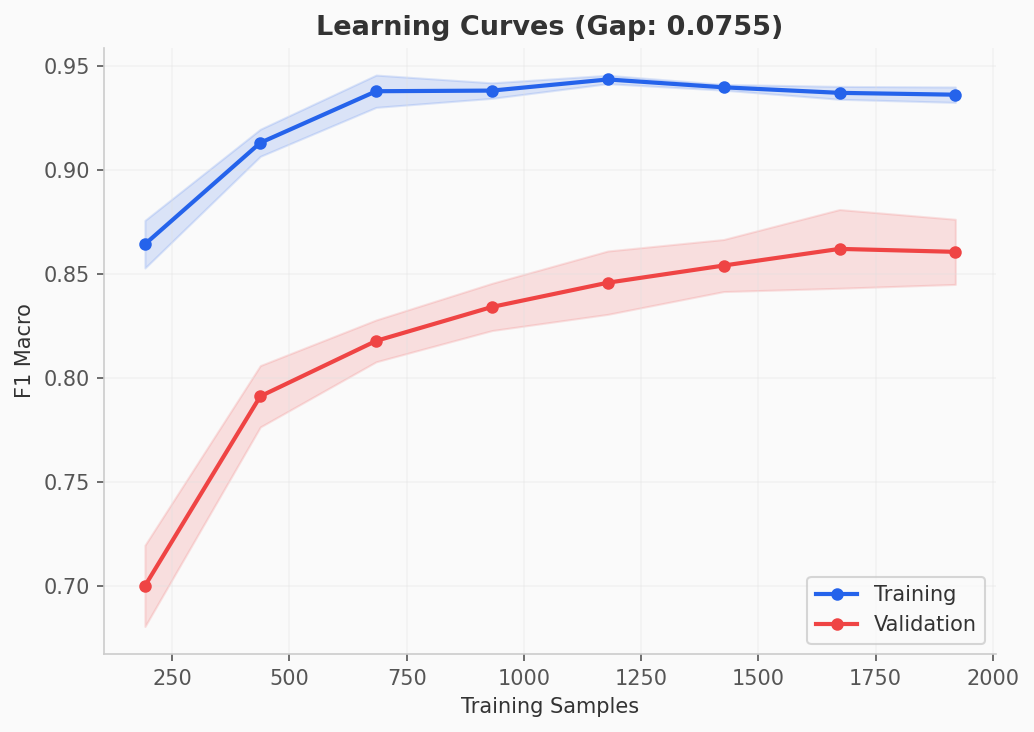 Learning Curves (Gap: 0.0755)
0.95
0.90
0.85
0.80
0.75
0.70
F1 Macro
250
500
750
1000
1250
1500
1750
2000
Training Samples
Training
Validation